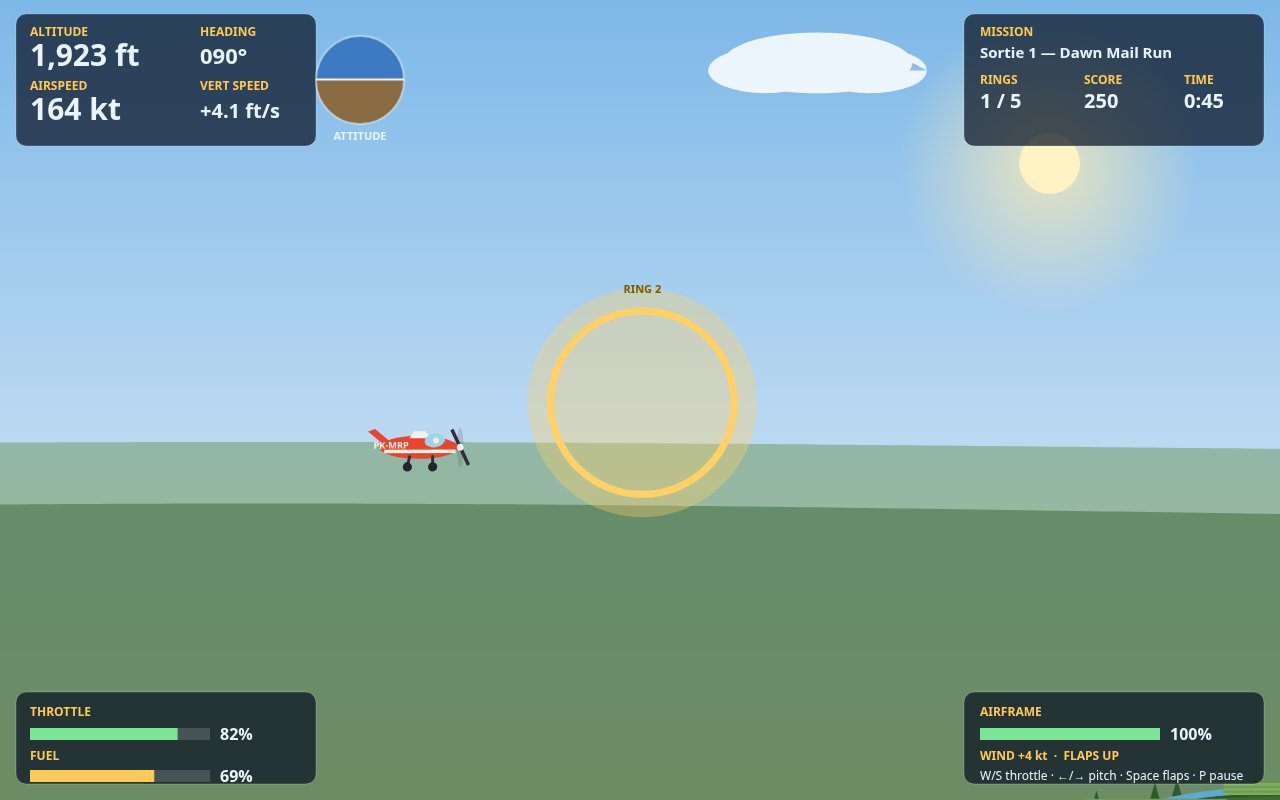 ALTITUDE
1,923 ft
HEADING
090°
AIRSPEED
164 kt
VERT SPEED
+4.1 ft/s
ATTITUDE
MISSION
Sortie 1 — Dawn Mail Run
RINGS
1 / 5
SCORE
250
TIME
0:45
RING 2
PK-MRP
THROTTLE
82%
FUEL
69%
AIRFRAME
100%
WIND +4 kt · FLAPS UP
W/S throttle · ←/→ pitch · Space flaps · P pause